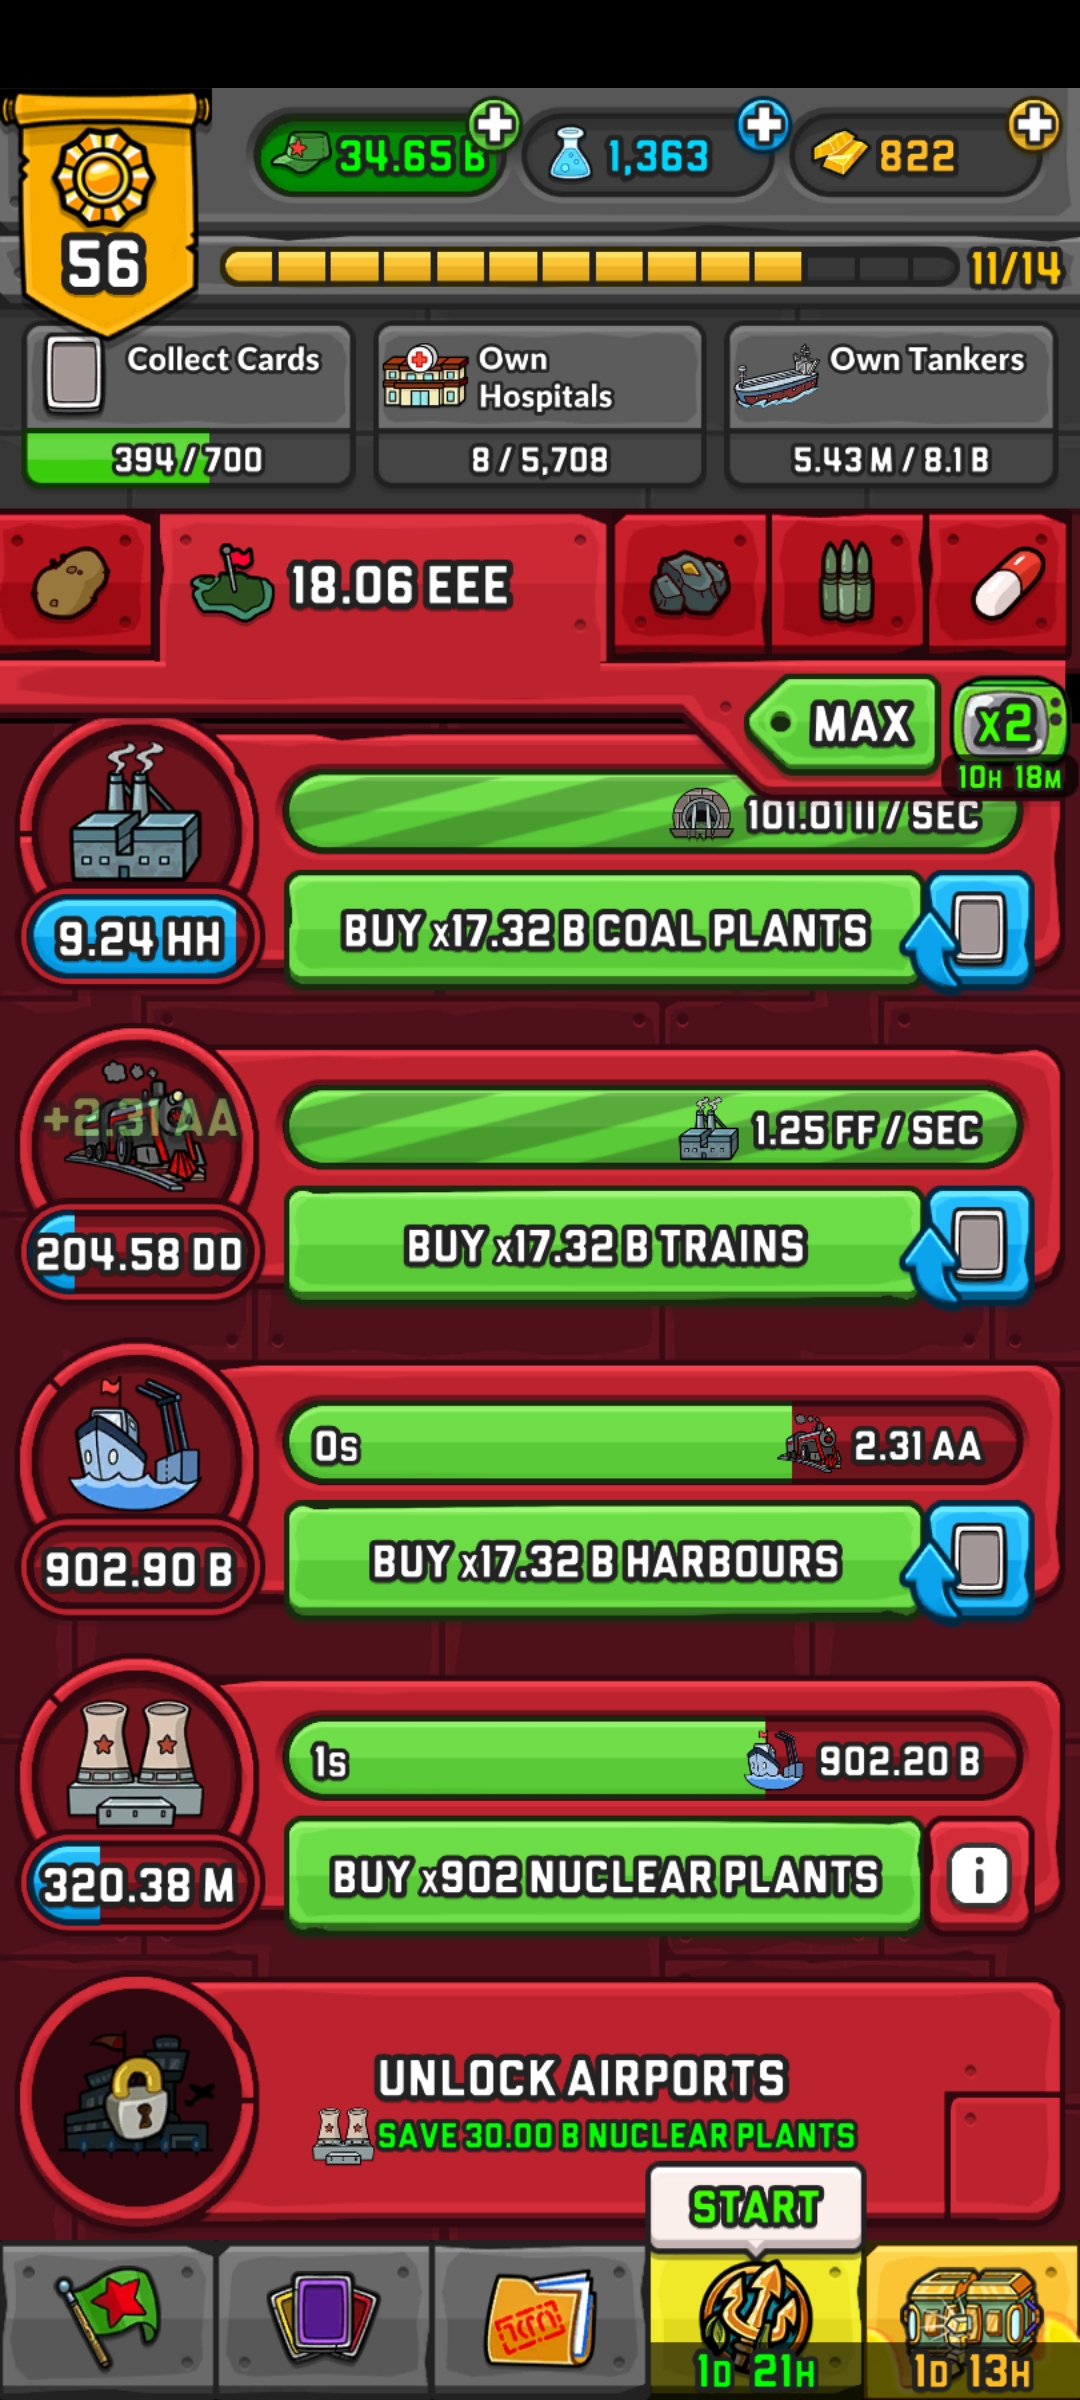 34.65 B
1,363
822
56
11/14
Collect Cards
394/700
Own
Hospitals
8/5,708
Own Tankers
5.43 M/8.1 B
18.06 EEE
MAX
x2
10H 18M
101.01 II / SEC
9.24 HH
BUY x17.32 B COAL PLANTS
+2.31 AA
1.25 FF / SEC
204.58 DD
BUY x17.32 B TRAINS
0s
2.31 AA
902.90 B
BUY x17.32 B HARBOURS
1s
902.20 B
320.38 M
BUY x902 NUCLEAR PLANTS
i
UNLOCK AIRPORTS
SAVE 30.00 B NUCLEAR PLANTS
START
1D 21H
1D 13H